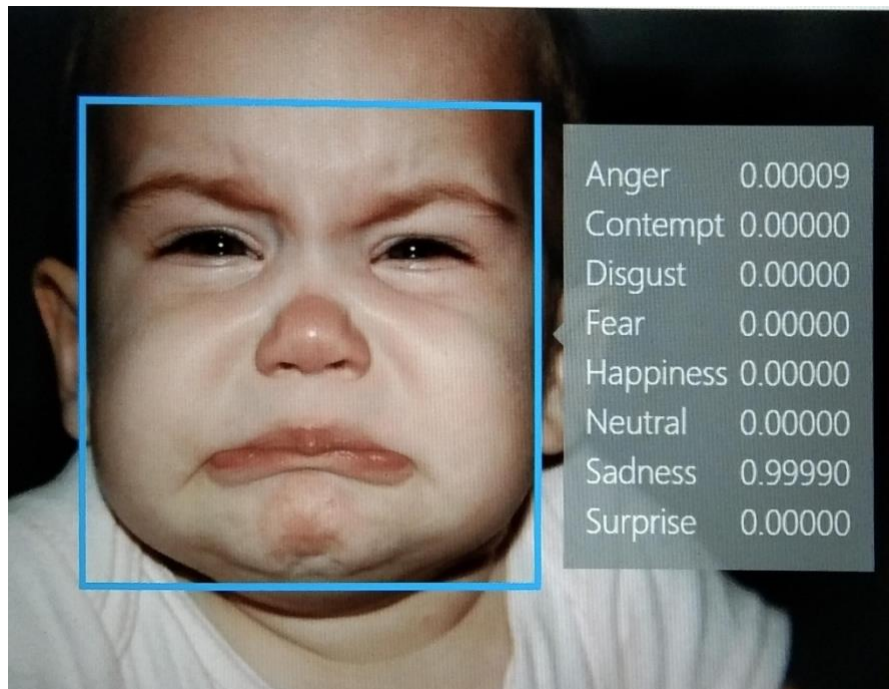 Anger 0.00009
Contempt 0.00000
Disgust 0.00000
Fear 0.00000
Happiness 0.00000
Neutral 0.00000
Sadness 0.99990
Surprise 0.00000